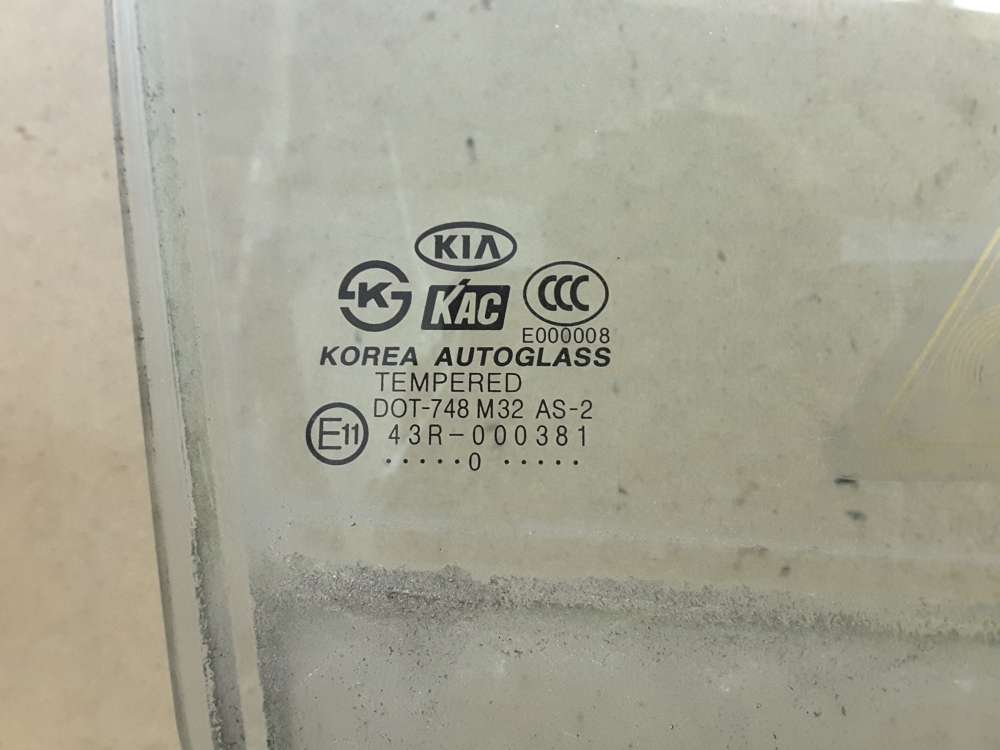 KIA
K KAC CCC
E000008
KOREA AUTOGLASS
TEMPERED
DOT-748 M32 AS-2
E11 43R-000381
·····0·····